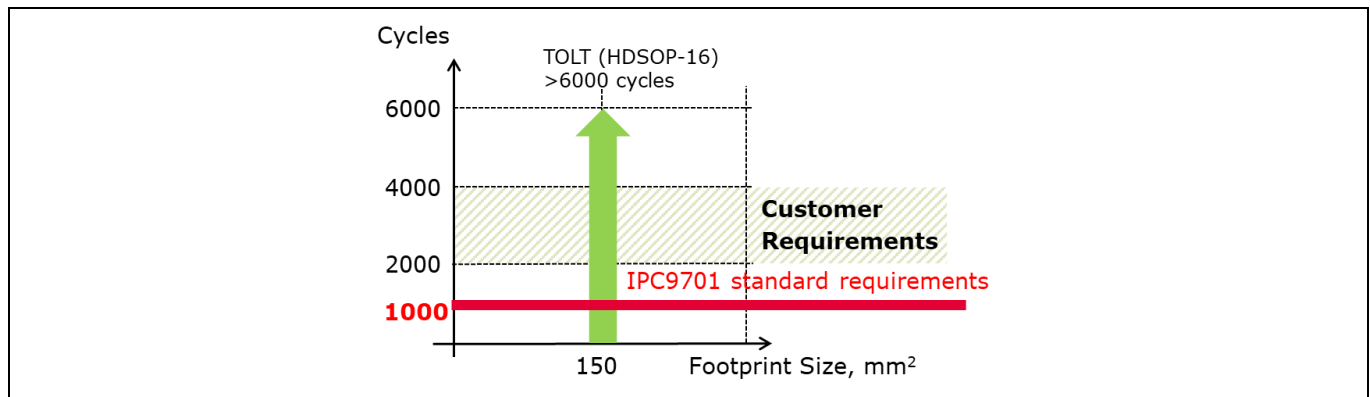 Cycles
TOLT (HDSOP-16)
>6000 cycles
6000
4000
Customer
Requirements
2000
IPC9701 standard requirements
1000
150
Footprint Size, mm²